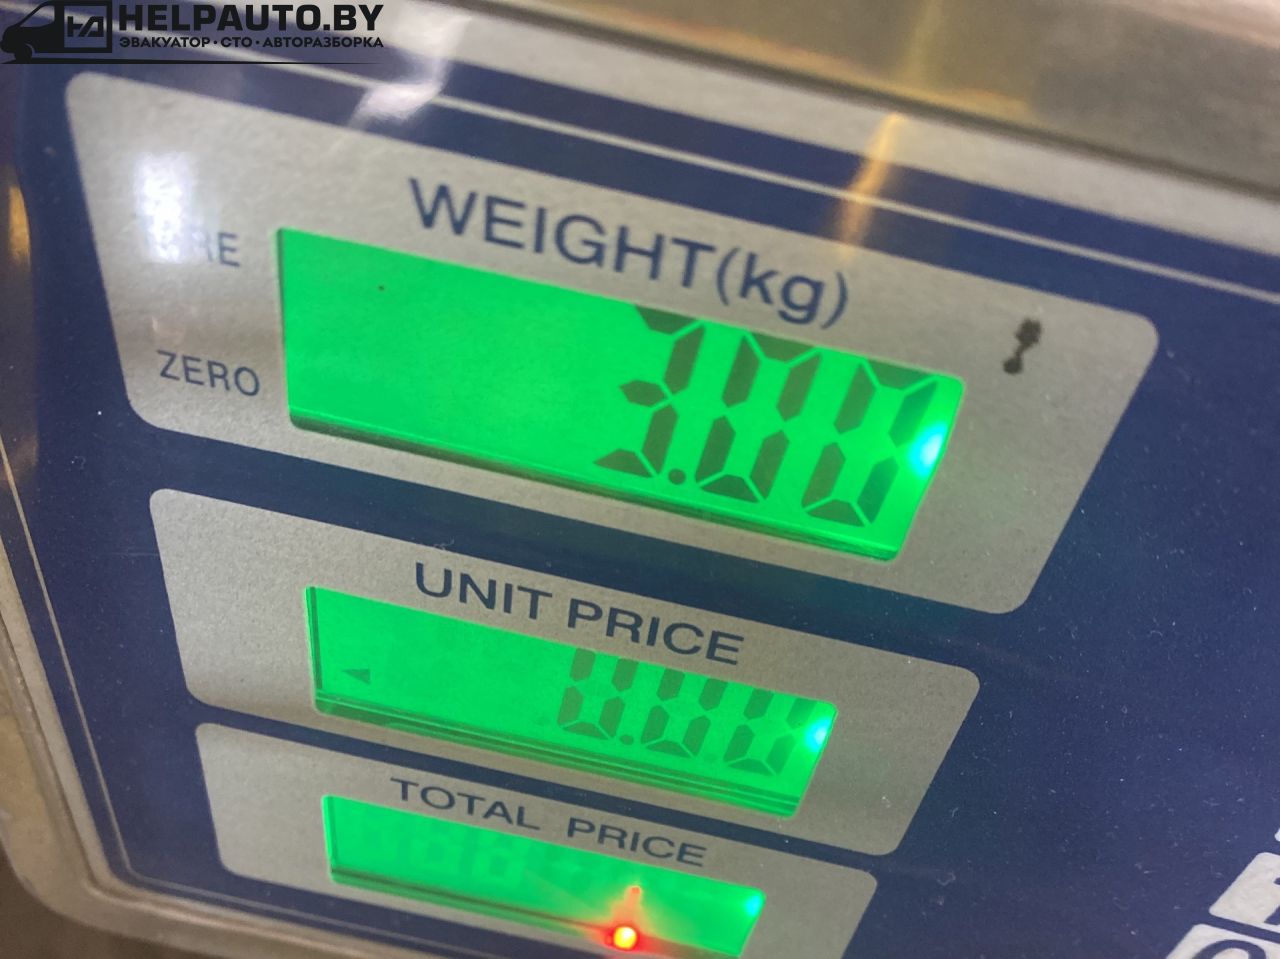 HELPAUTO.BY
ЭВАКУАТОР · СТО · АВТОРАЗБОРКА
WEIGHT(kg)
ZERO
3.00
UNIT PRICE
0.00
TOTAL PRICE